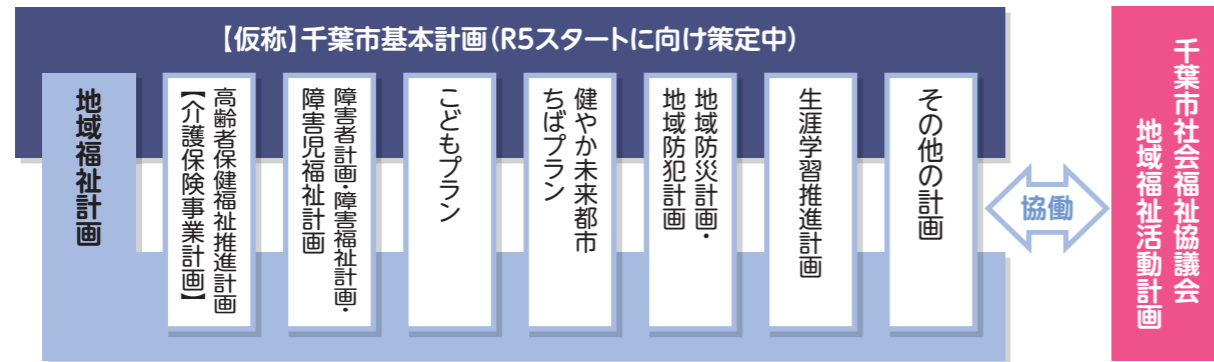 【仮称】千葉市基本計画(R5スタートに向け策定中)
地域福祉計画
高齢者保健福祉推進計画
【介護保険事業計画】
障害者計画・障害福祉計画・
障害児福祉計画
こどもプラン
健やか未来都市
ちばプラン
地域防災計画・
地域防犯計画
生涯学習推進計画
その他の計画
協働
千葉市社会福祉協議会
地域福祉活動計画